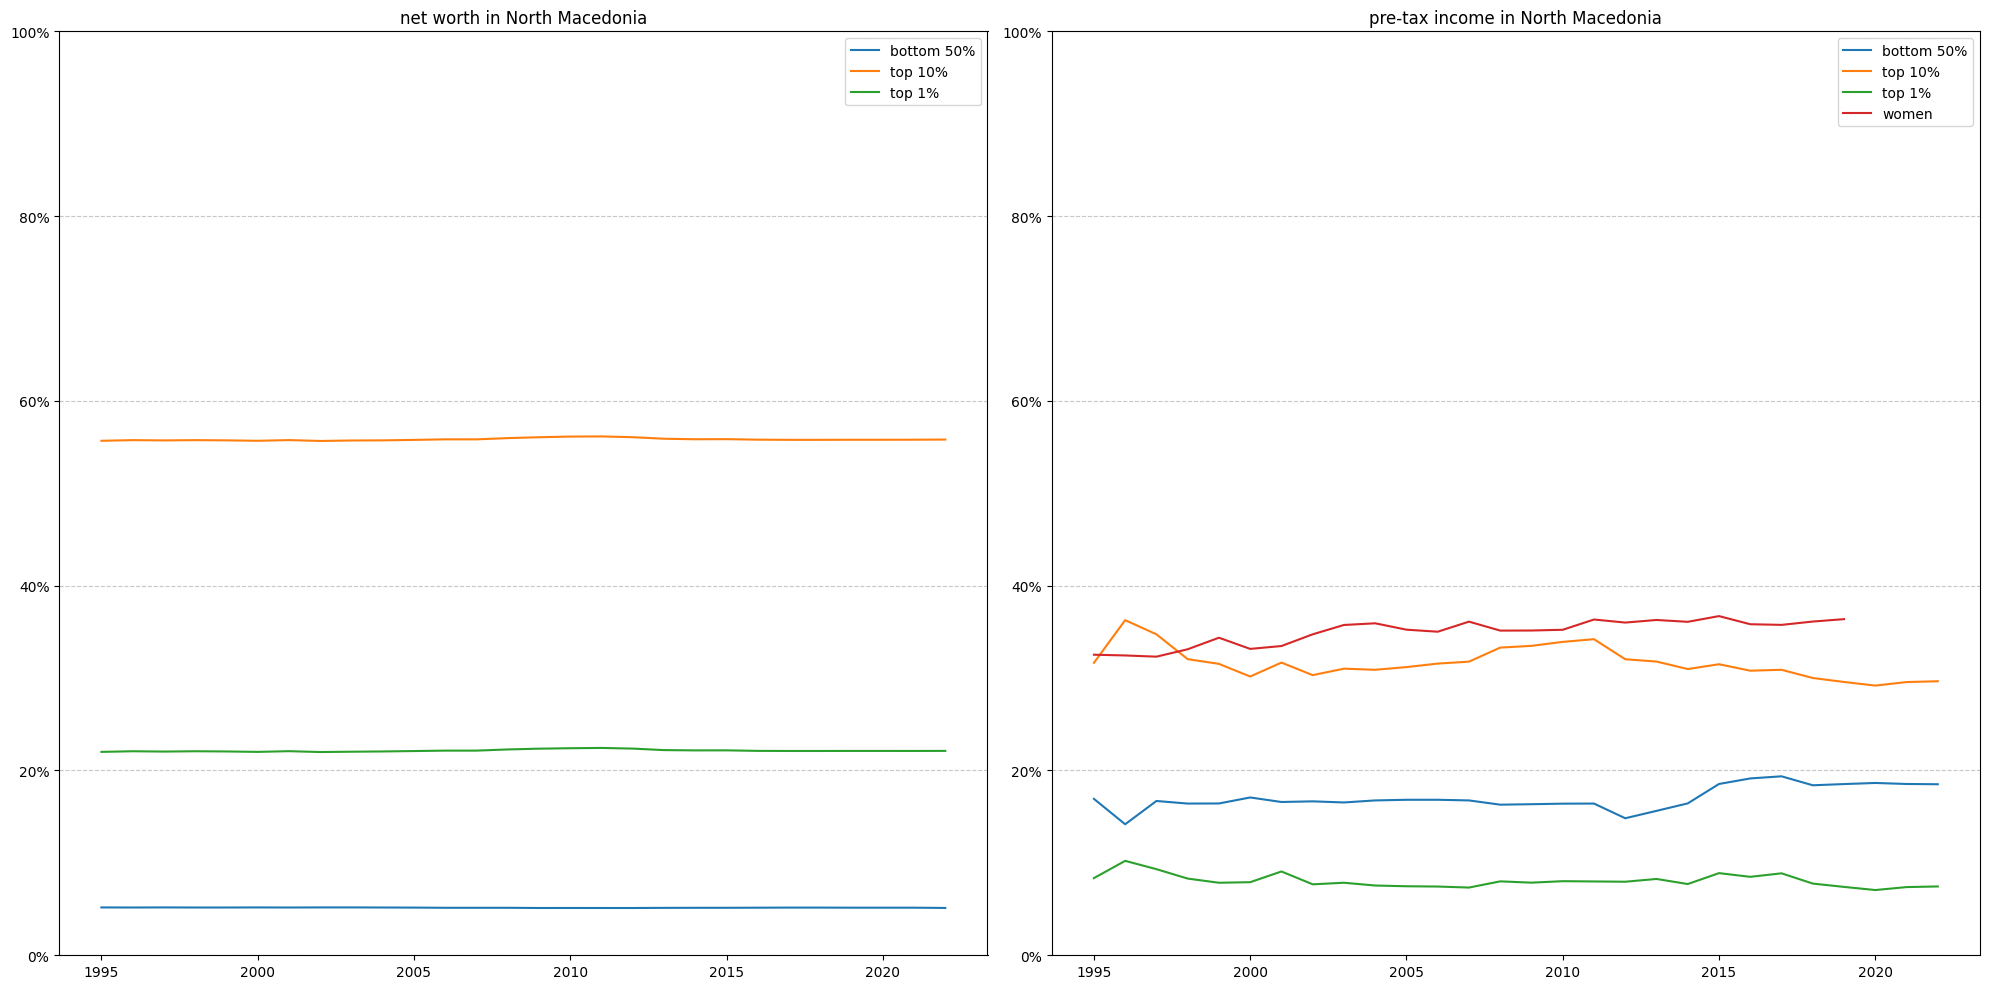 net worth in North Macedonia
100%
80%
60%
40%
20%
0%
1995 2000 2005 2010 2015 2020
bottom 50%
top 10%
top 1%
pre-tax income in North Macedonia
100%
80%
60%
40%
20%
0%
1995 2000 2005 2010 2015 2020
bottom 50%
top 10%
top 1%
women